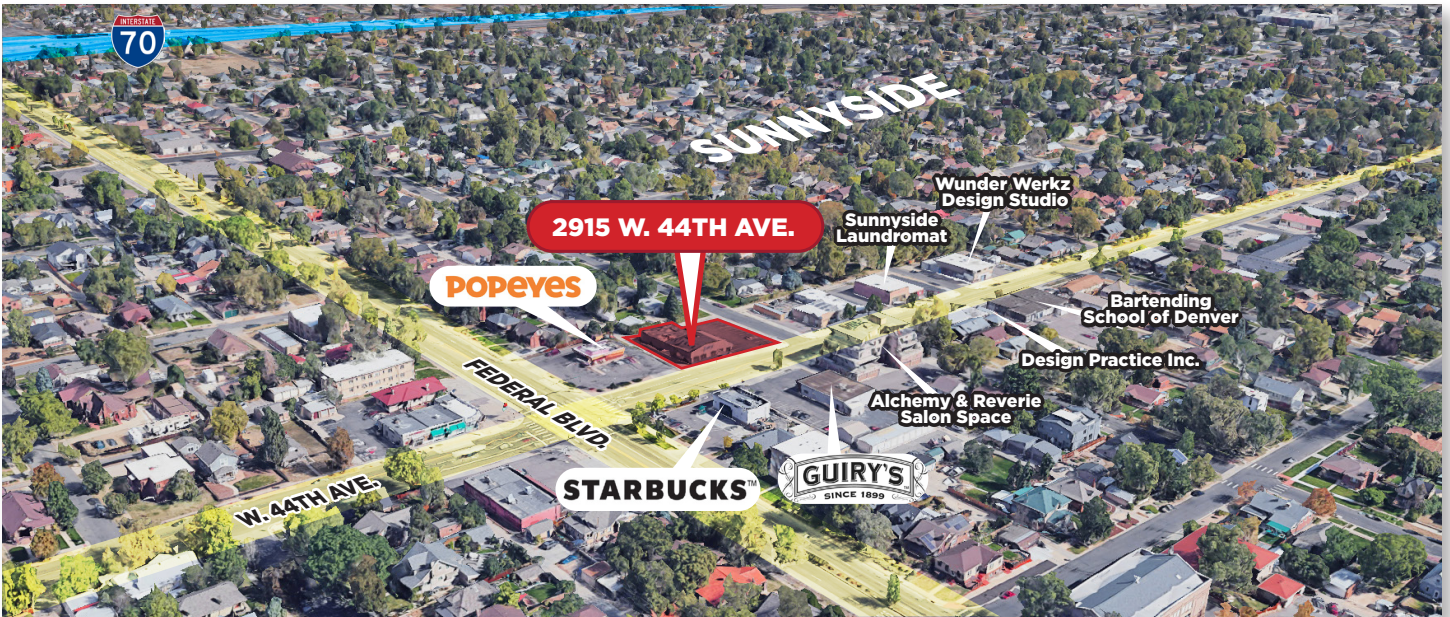 INTERSTATE
70
SUNNYSIDE
Wunder Werkz
Design Studio
2915 W. 44TH AVE.
Sunnyside
Laundromat
POPEYES
Bartending
School of Denver
Design Practice Inc.
FEDERAL BLVD.
Alchemy & Reverie
Salon Space
STARBUCKS™
GUIRY'S
SINCE 1899
W. 44TH AVE.